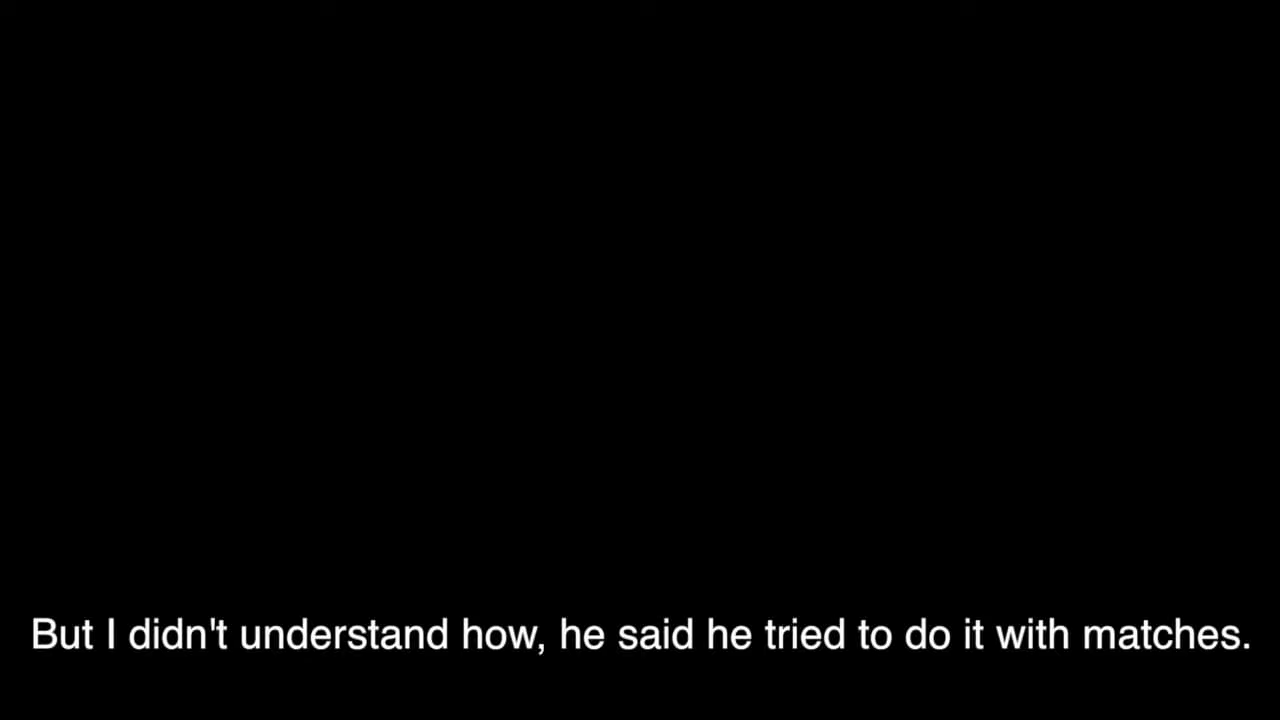 But I didn't understand how, he said he tried to do it with matches.